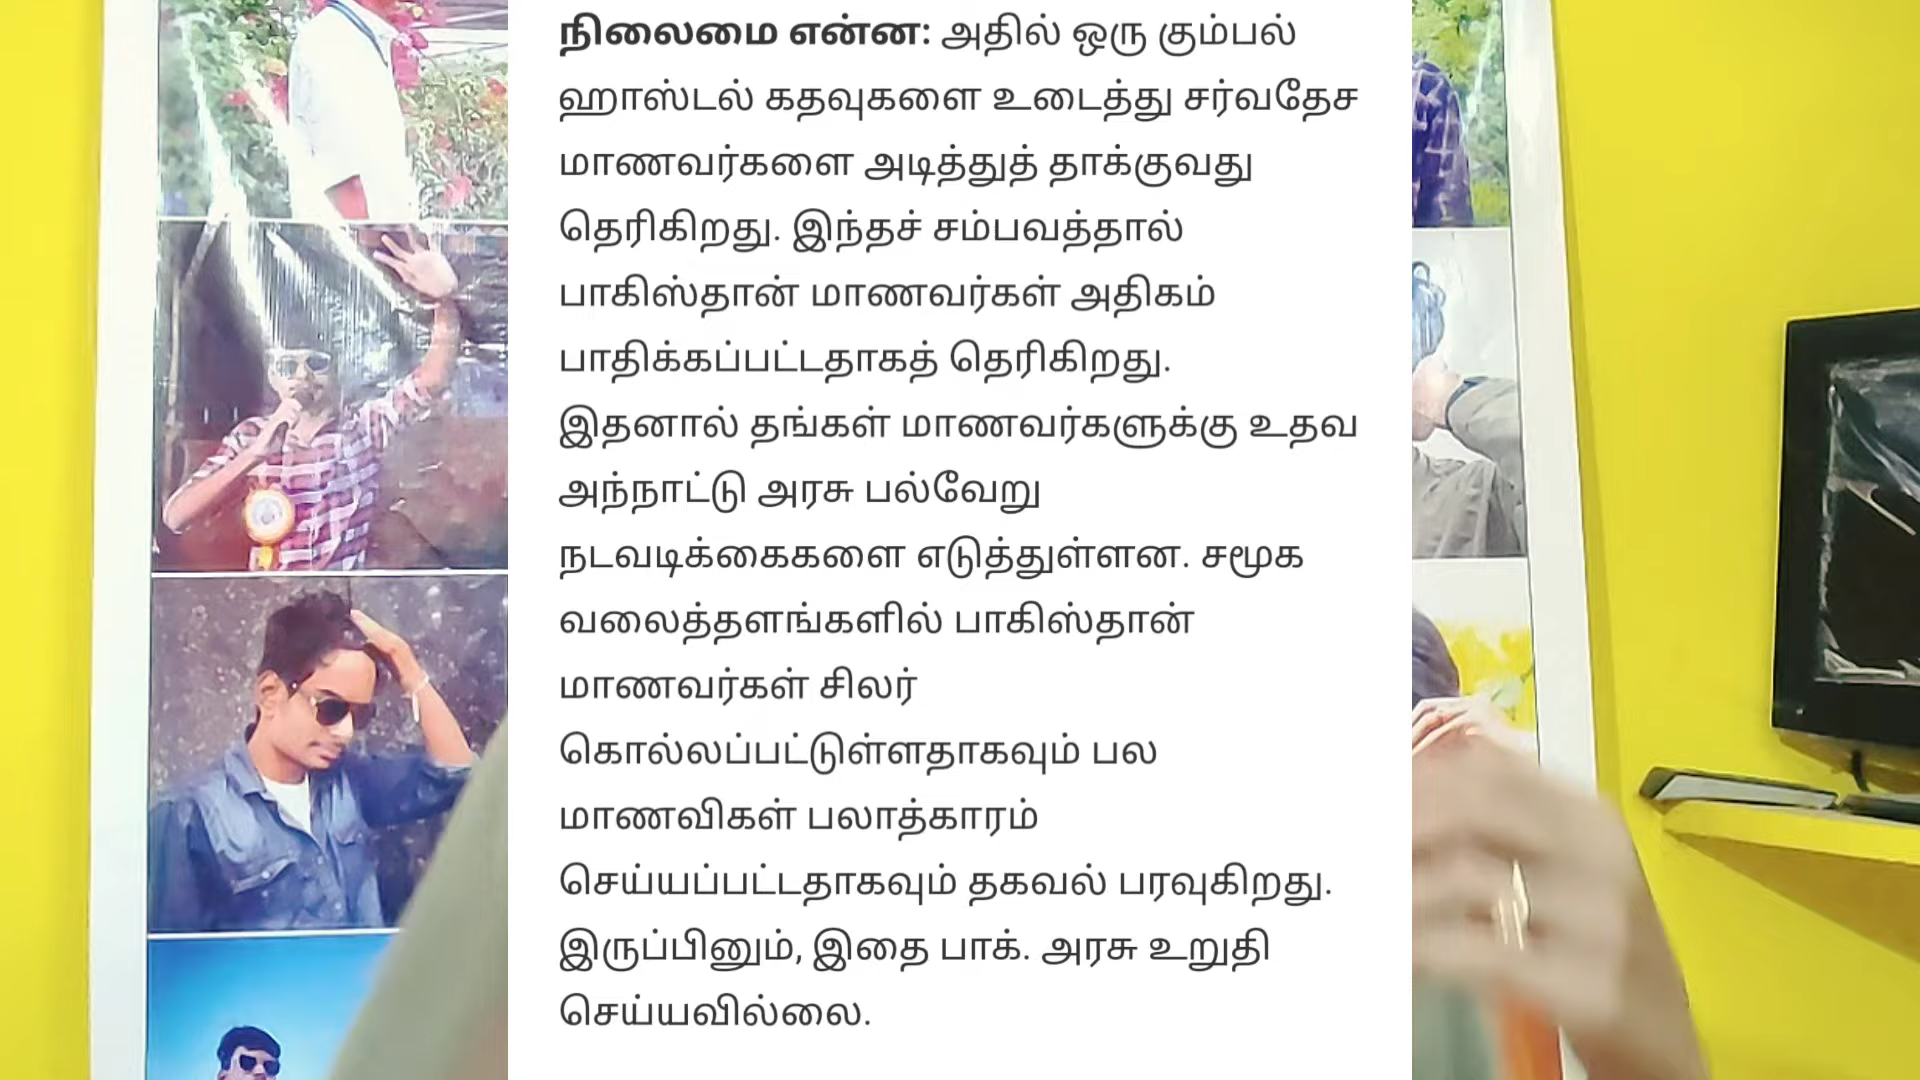 நிலைமை என்ன: அதில் ஒரு கும்பல்
ஹாஸ்டல் கதவுகளை உடைத்து சர்வதேச
மாணவர்களை அடித்துத் தாக்குவது
தெரிகிறது. இந்தச் சம்பவத்தால்
பாகிஸ்தான் மாணவர்கள் அதிகம்
பாதிக்கப்பட்டதாகத் தெரிகிறது.
இதனால் தங்கள் மாணவர்களுக்கு உதவ
அந்நாட்டு அரசு பல்வேறு
நடவடிக்கைகளை எடுத்துள்ளன. சமூக
வலைத்தளங்களில் பாகிஸ்தான்
மாணவர்கள் சிலர்
கொல்லப்பட்டுள்ளதாகவும் பல
மாணவிகள் பலாத்காரம்
செய்யப்பட்டதாகவும் தகவல் பரவுகிறது.
இருப்பினும், இதை பாக். அரசு உறுதி
செய்யவில்லை.